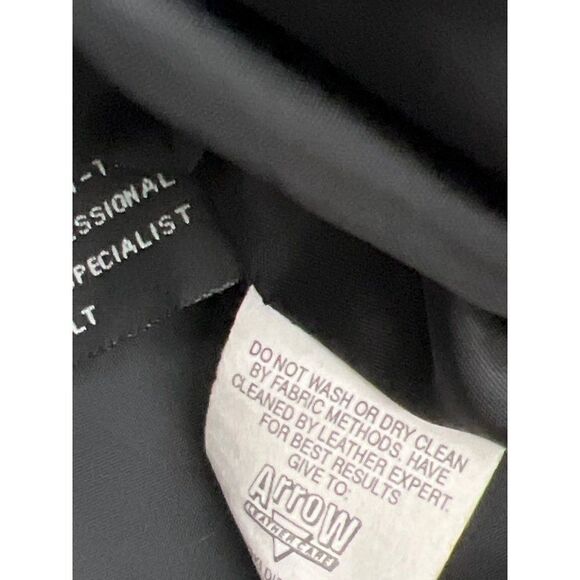 -1
SSIONAL
PECIALIST
LT
DO NOT WASH OR DRY CLEAN
BY FABRIC METHODS. HAVE
CLEANED BY LEATHER EXPERT.
FOR BEST RESULTS
GIVE TO:
Arrow
LEATHER CARE